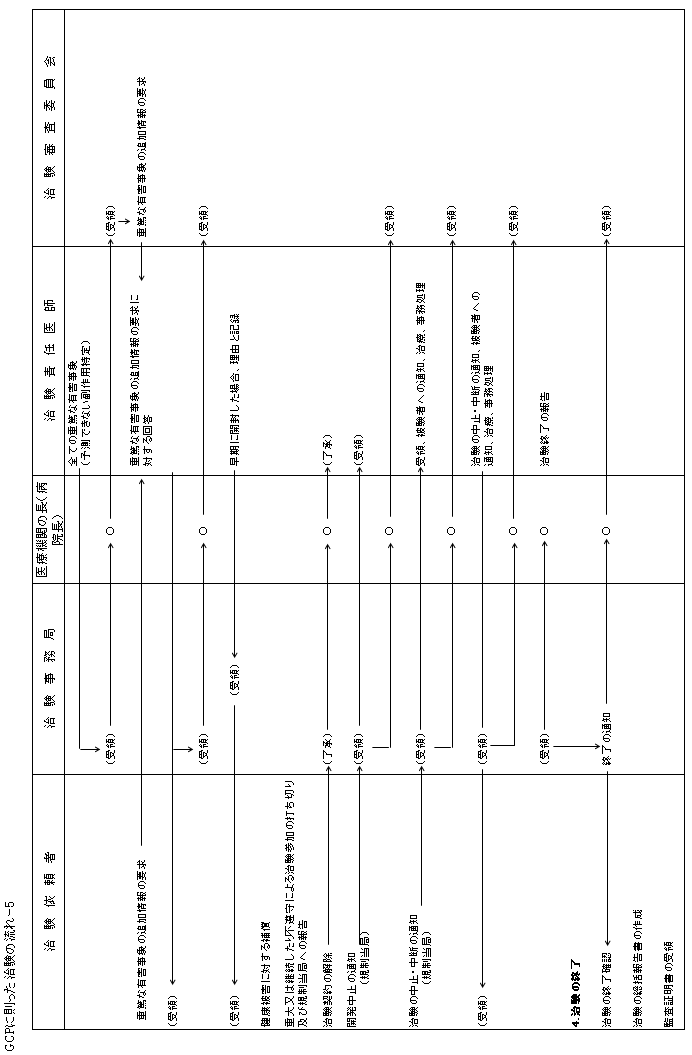 GCPに則った治験の流れ-5
治験依頼者
治験事務局
医療機関の長(病
院長)
治験責任医師
治験審査委員会
全ての重篤な有害事象
(予測できない副作用特定)
(受領) ○ (受領)
重篤な有害事象の追加情報の要求
重篤な有害事象の追加情報の要求に
対する回答
重篤な有害事象の追加情報の要求
(受領)
(受領) ○ (受領)
(受領) (受領) 早期に開封した場合、理由と記録
健康被害に対する補償
重大又は継続したり不遵守による治験参加の打ち切り
及び規制当局への報告
治験契約の解除 (了承) ○ (了承)
開発中止の通知
(規制当局) (受領) (受領)
○ (受領)
治験の中止・中断の通知
(規制当局) (受領) 受領、被験者への通知、治療、事務処理
○ (受領)
(受領) (受領) 治験の中止・中断の通知、被験者への
通知、治療、事務処理
○ (受領)
(受領) ○ 治験終了の報告
4.治験の終了
治験の終了確認 終了の通知 ○ (受領)
治験の総括報告書の作成
監査証明書の受領